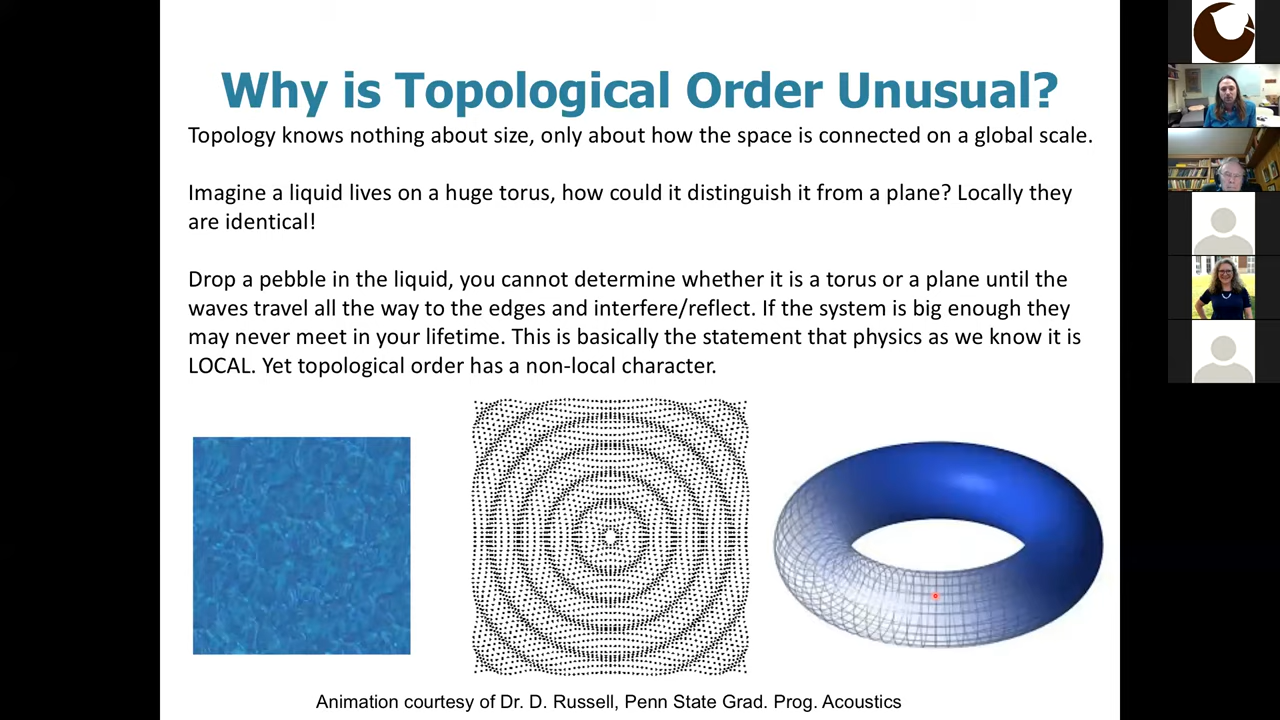 Why is Topological Order Unusual?
Topology knows nothing about size, only about how the space is connected on a global scale.
Imagine a liquid lives on a huge torus, how could it distinguish it from a plane? Locally they
are identical!
Drop a pebble in the liquid, you cannot determine whether it is a torus or a plane until the
waves travel all the way to the edges and interfere/reflect. If the system is big enough they
may never meet in your lifetime. This is basically the statement that physics as we know it is
LOCAL. Yet topological order has a non-local character.
Animation courtesy of Dr. D. Russell, Penn State Grad. Prog. Acoustics